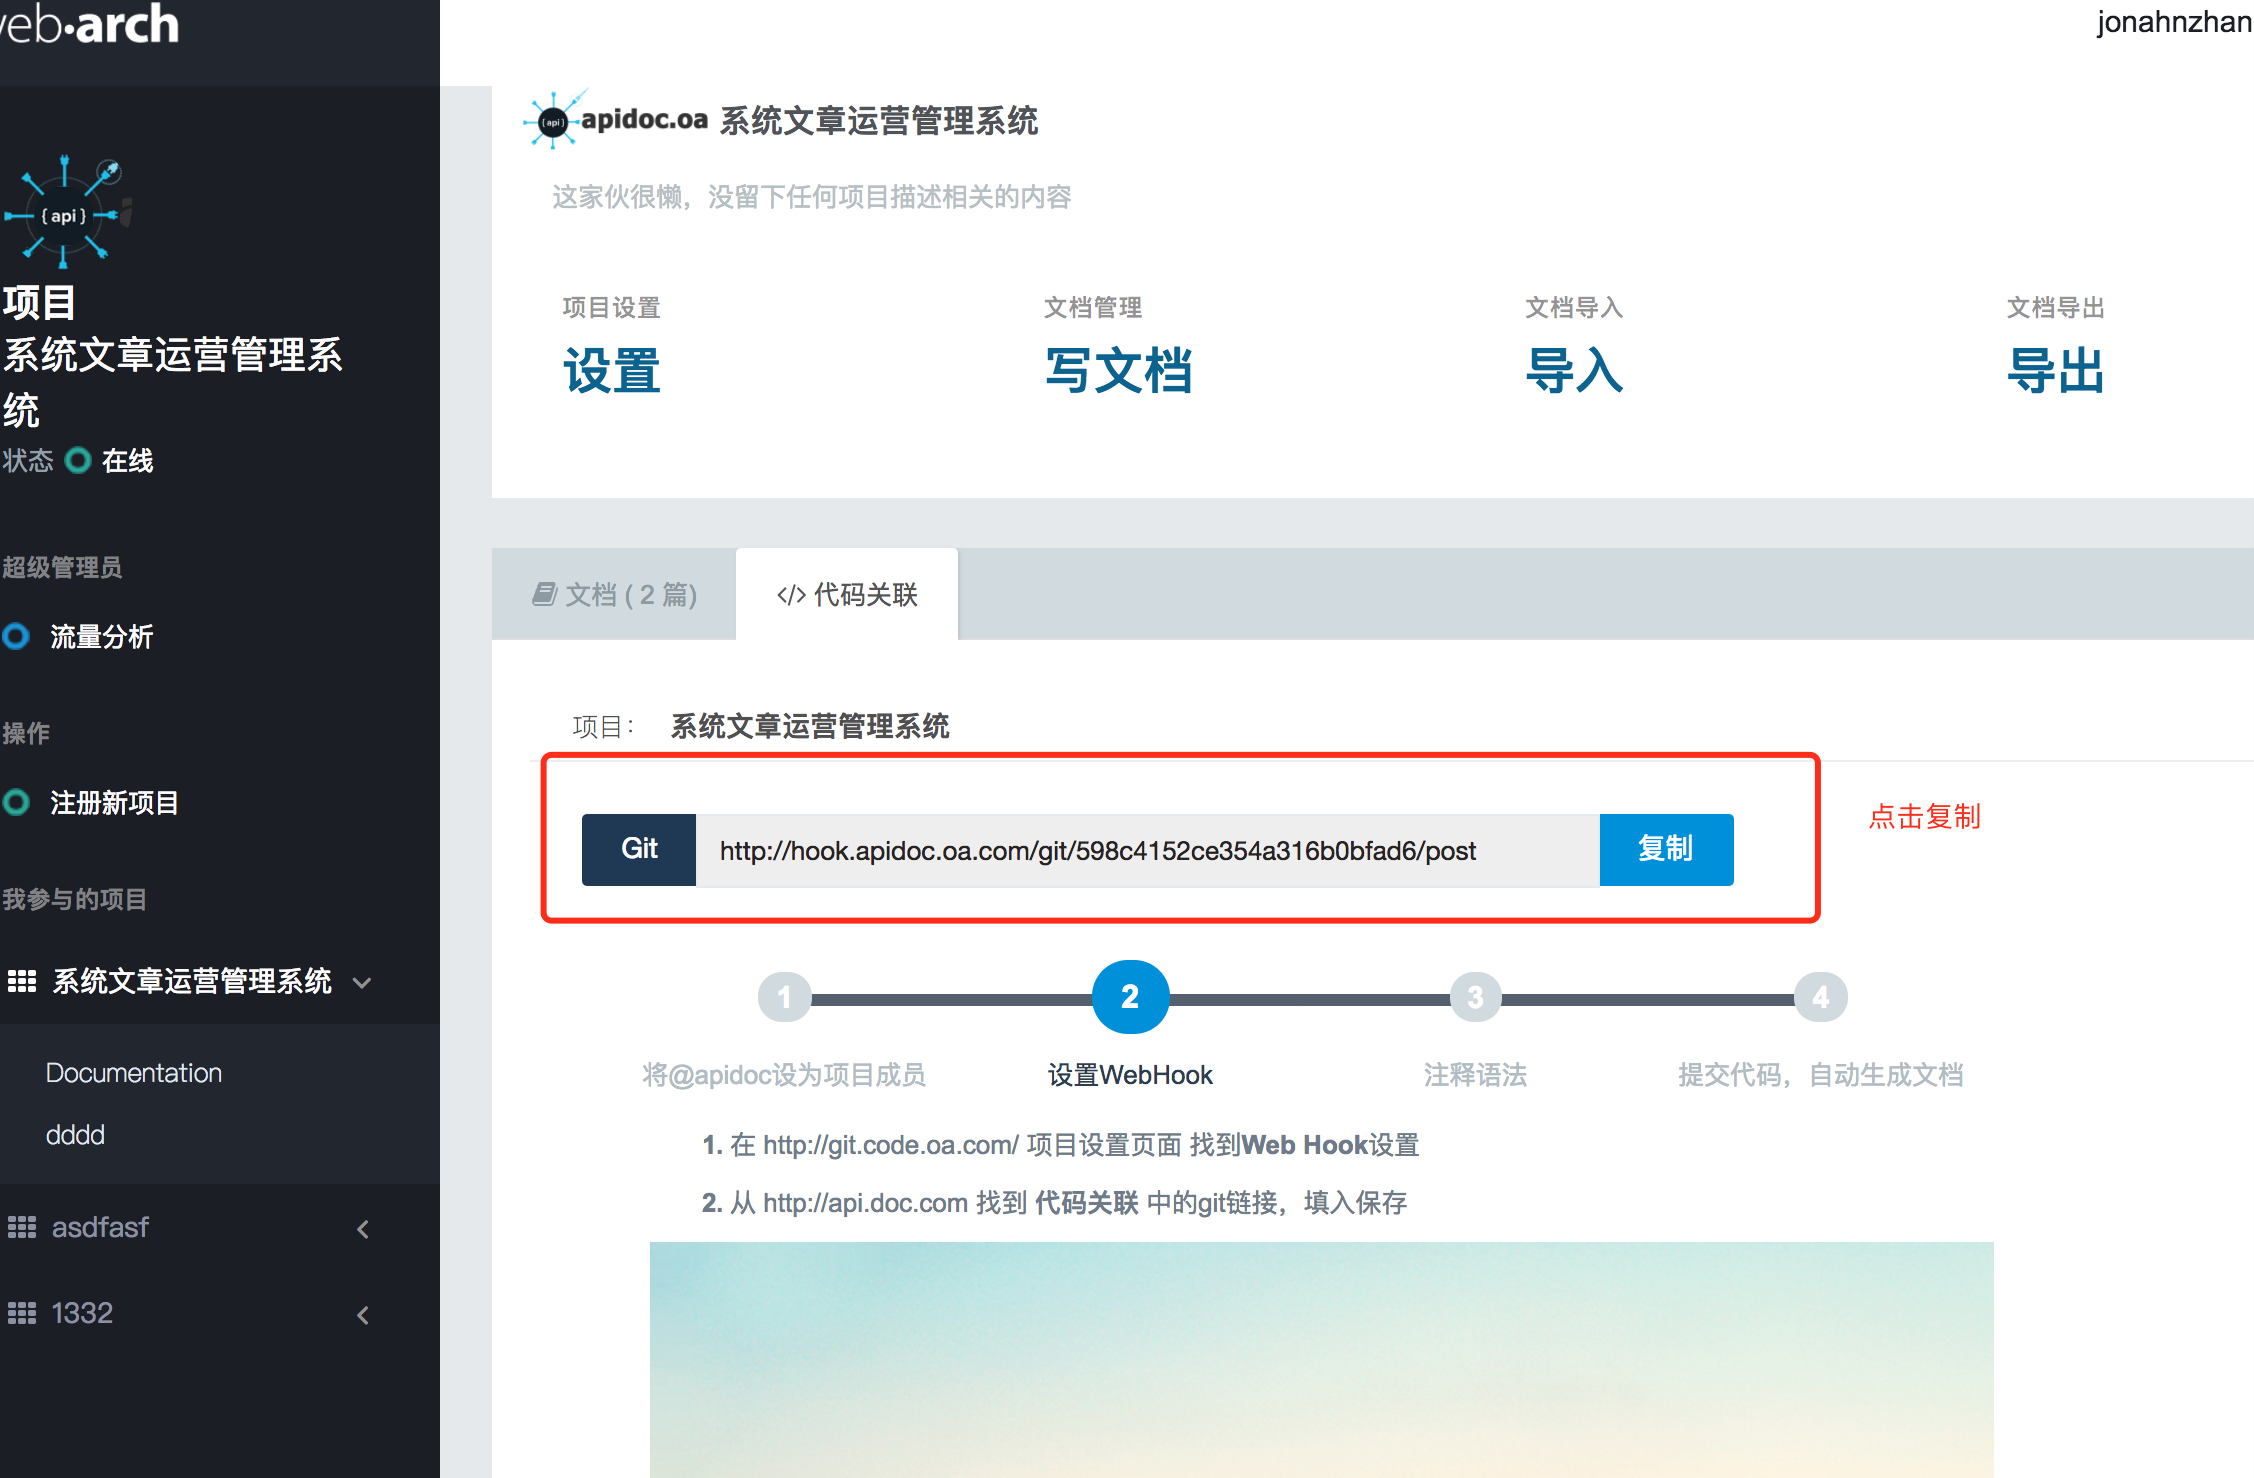 eb·arch
jonahnzhan
{api}
项目
系统文章运营管理系
统
状态 在线
超级管理员
流量分析
操作
注册新项目
我参与的项目
系统文章运营管理系统
Documentation
dddd
asdfasf
1332
{api} apidoc.oa 系统文章运营管理系统
这家伙很懒，没留下任何项目描述相关的内容
项目设置 文档管理 文档导入 文档导出
设置 写文档 导入 导出
文档 ( 2 篇) </> 代码关联
项目： 系统文章运营管理系统
Git http://hook.apidoc.oa.com/git/598c4152ce354a316b0bfad6/post 复制
点击复制
1 2 3 4
将@apidoc设为项目成员 设置WebHook 注释语法 提交代码，自动生成文档
1. 在 http://git.code.oa.com/ 项目设置页面 找到Web Hook设置
2. 从 http://api.doc.com 找到 代码关联 中的git链接，填入保存